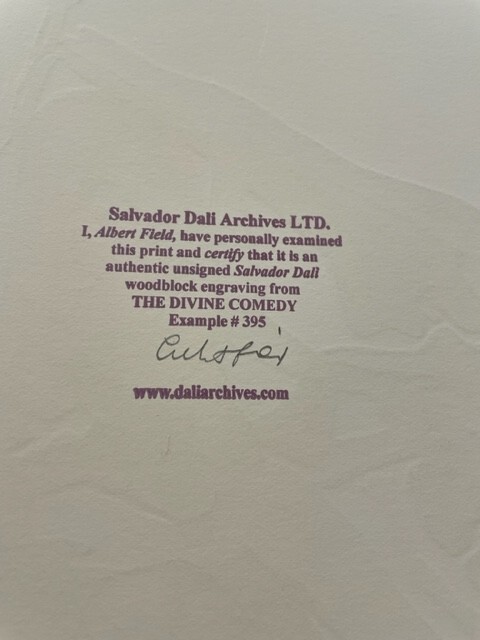 Salvador Dali Archives LTD.
I, Albert Field, have personally examined
this print and certify that it is an
authentic unsigned Salvador Dali
woodblock engraving from
THE DIVINE COMEDY
Example # 395
www.daliarchives.com